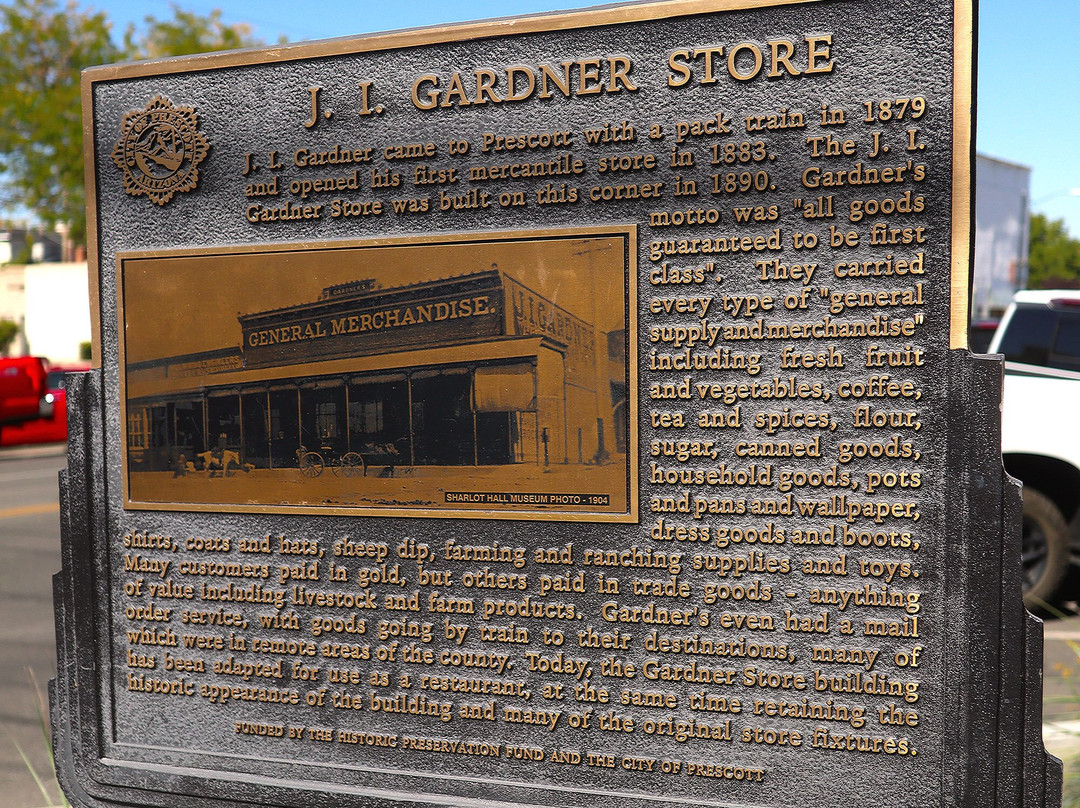 J. I. GARDNER STORE
CITY OF PRESCOTT
ARIZONA
J. I. Gardner came to Prescott with a pack train in 1879
and opened his first mercantile store in 1883. The J. I.
Gardner Store was built on this corner in 1890. Gardner's
motto was "all goods
guaranteed to be first
class". They carried
every type of "general
supply and merchandise"
including fresh fruit
and vegetables, coffee,
tea and spices, flour,
sugar, canned goods,
household goods, pots
and pans and wallpaper,
dress goods and boots,
GARDNER'S
GENERAL MERCHANDISE.
J.I. GARDNER
SHARLOT HALL MUSEUM PHOTO - 1904
shirts, coats and hats, sheep dip, farming and ranching supplies and toys.
Many customers paid in gold, but others paid in trade goods - anything
of value including livestock and farm products. Gardner's even had a mail
order service, with goods going by train to their destinations, many of
which were in remote areas of the county. Today, the Gardner Store building
has been adapted for use as a restaurant, at the same time retaining the
historic appearance of the building and many of the original store fixtures.
FUNDED BY THE HISTORIC PRESERVATION FUND AND THE CITY OF PRESCOTT